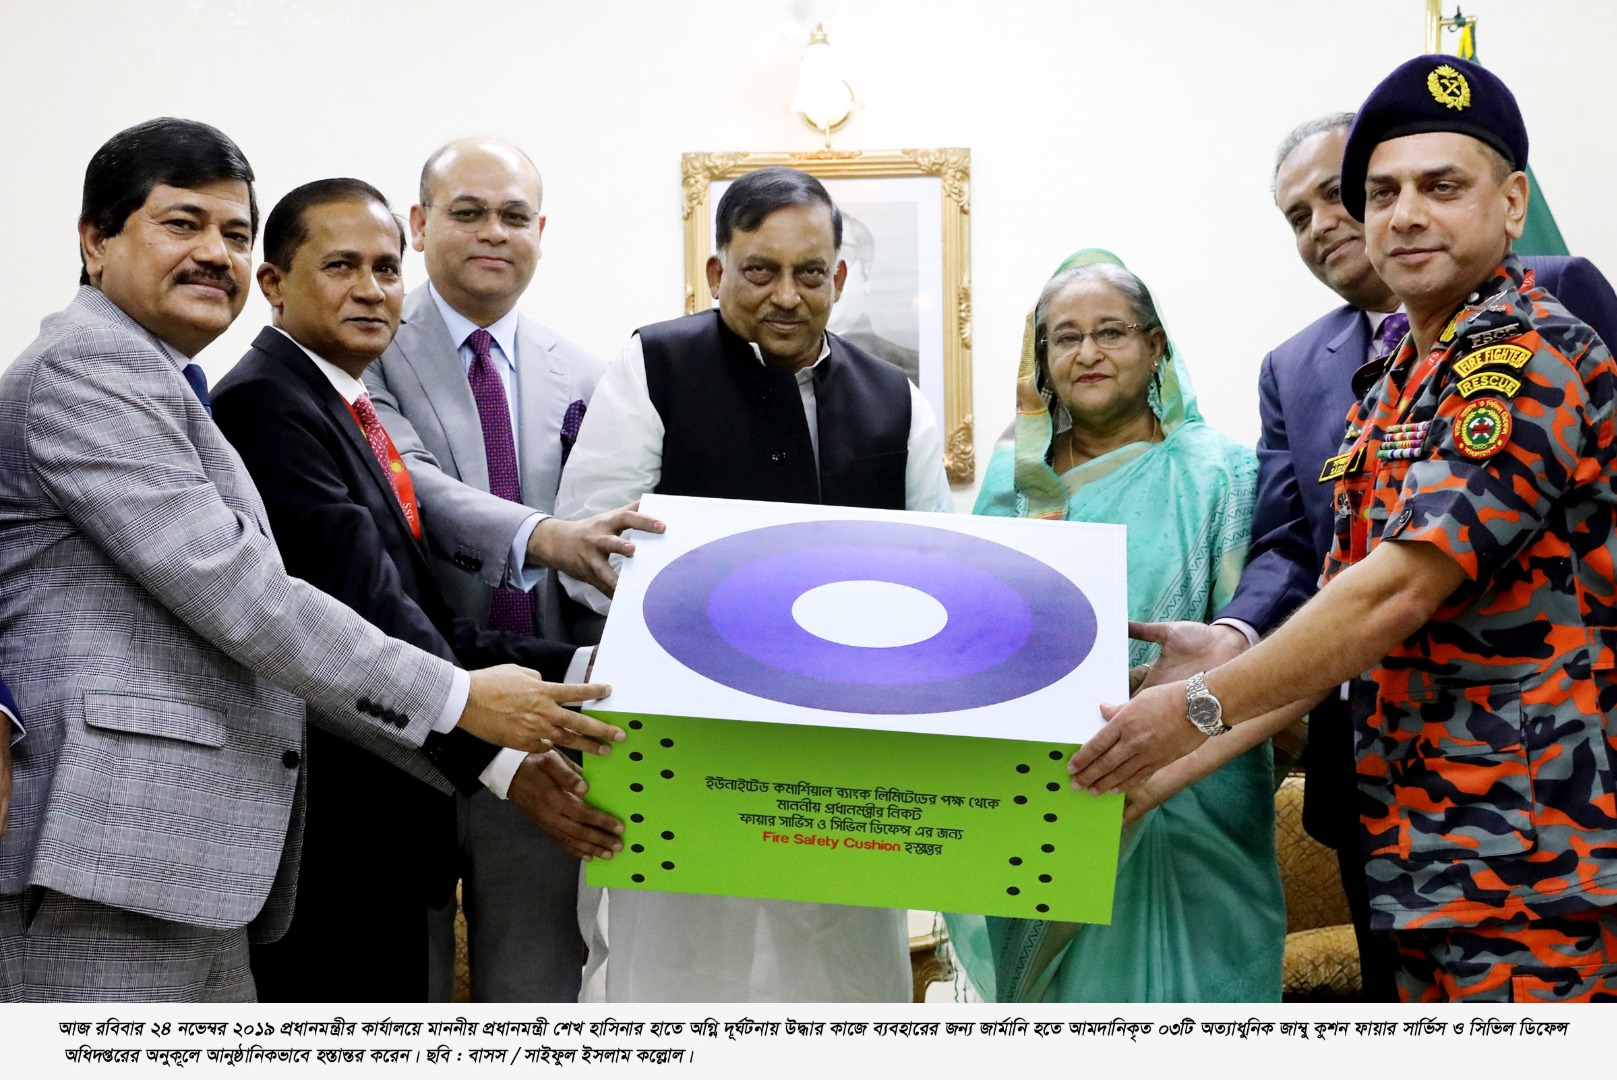 FSCD
FIRE FIGHTER
RESCUE
ইউনাইটেড কমার্শিয়াল ব্যাংক লিমিটেডের পক্ষ থেকে
মাননীয় প্রধানমন্ত্রীর নিকট
ফায়ার সার্ভিস ও সিভিল ডিফেন্স এর জন্য
Fire Safety Cushion হস্তান্তর
আজ রবিবার ২৪ নভেম্বর ২০১৯ প্রধানমন্ত্রীর কার্যালয়ে মাননীয় প্রধানমন্ত্রী শেখ হাসিনার হাতে অগ্নি দূর্ঘটনায় উদ্ধার কাজে ব্যবহারের জন্য জার্মানি হতে আমদানিকৃত ০৩টি অত্যাধুনিক জাম্বু কুশন ফায়ার সার্ভিস ও সিভিল ডিফেন্স
অধিদপ্তরের অনুকূলে আনুষ্ঠানিকভাবে হস্তান্তর করেন। ছবি : বাসস / সাইফুল ইসলাম কল্লোল।